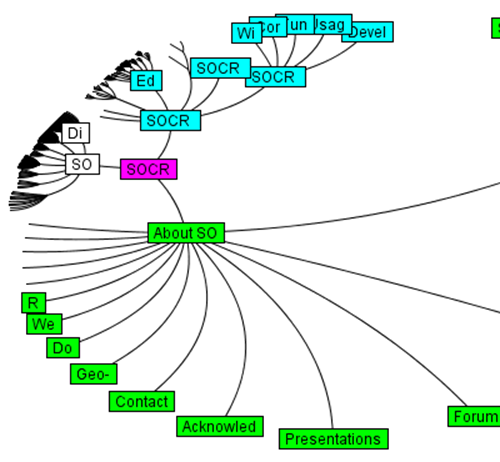 Wi
Cor
un
Usag
Devel
SOCR
SOCR
Ed
SOCR
Di
SO
SOCR
About SO
R
We
Do
Geo-
Contact
Acknowled
Presentations
Forum